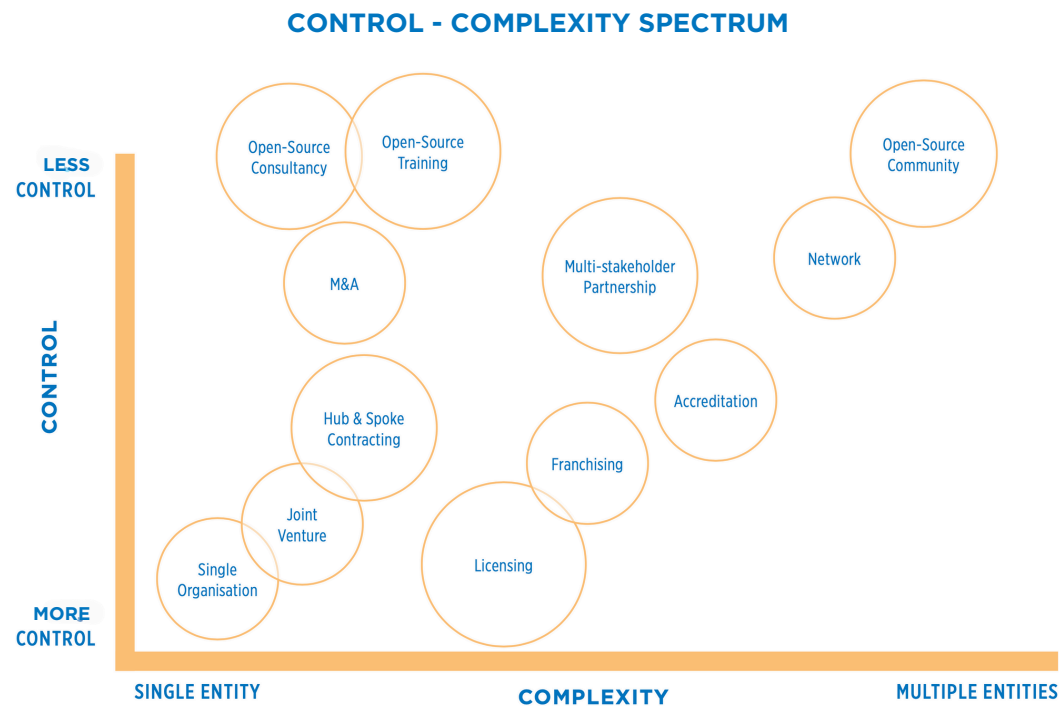 CONTROL - COMPLEXITY SPECTRUM
Open-Source
Consultancy
Open-Source
Training
Open-Source
Community
LESS
CONTROL
M&A
Multi-stakeholder
Partnership
Network
CONTROL
Hub & Spoke
Contracting
Accreditation
Franchising
Joint
Venture
Single
Organisation
Licensing
MORE
CONTROL
SINGLE ENTITY
COMPLEXITY
MULTIPLE ENTITIES